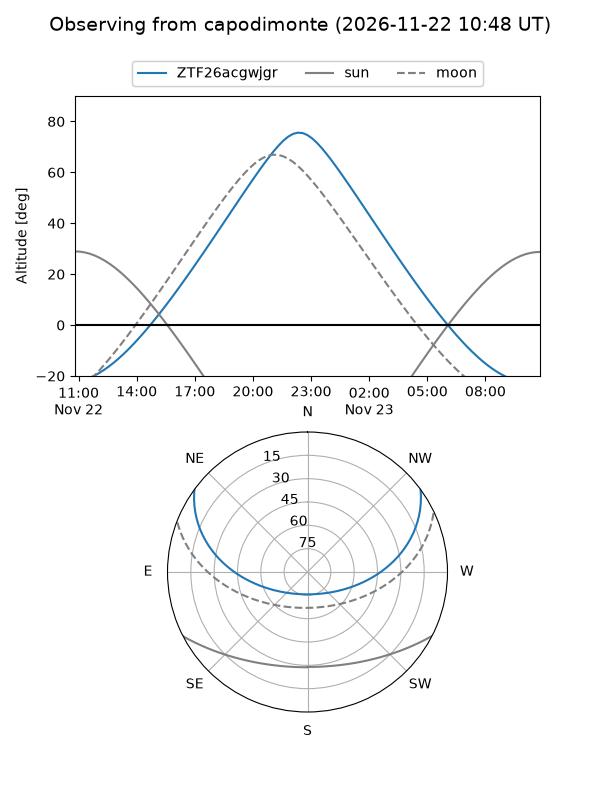 Observing from capodimonte (2026-11-22 10:48 UT)
ZTF26acgwjgr sun moon
80
60
40
20
0
−20
Altitude [deg]
11:00 14:00 17:00 20:00 23:00 02:00 05:00 08:00
Nov 22 Nov 23
N
NE NW
15
30
45
60
75
E W
SE SW
S